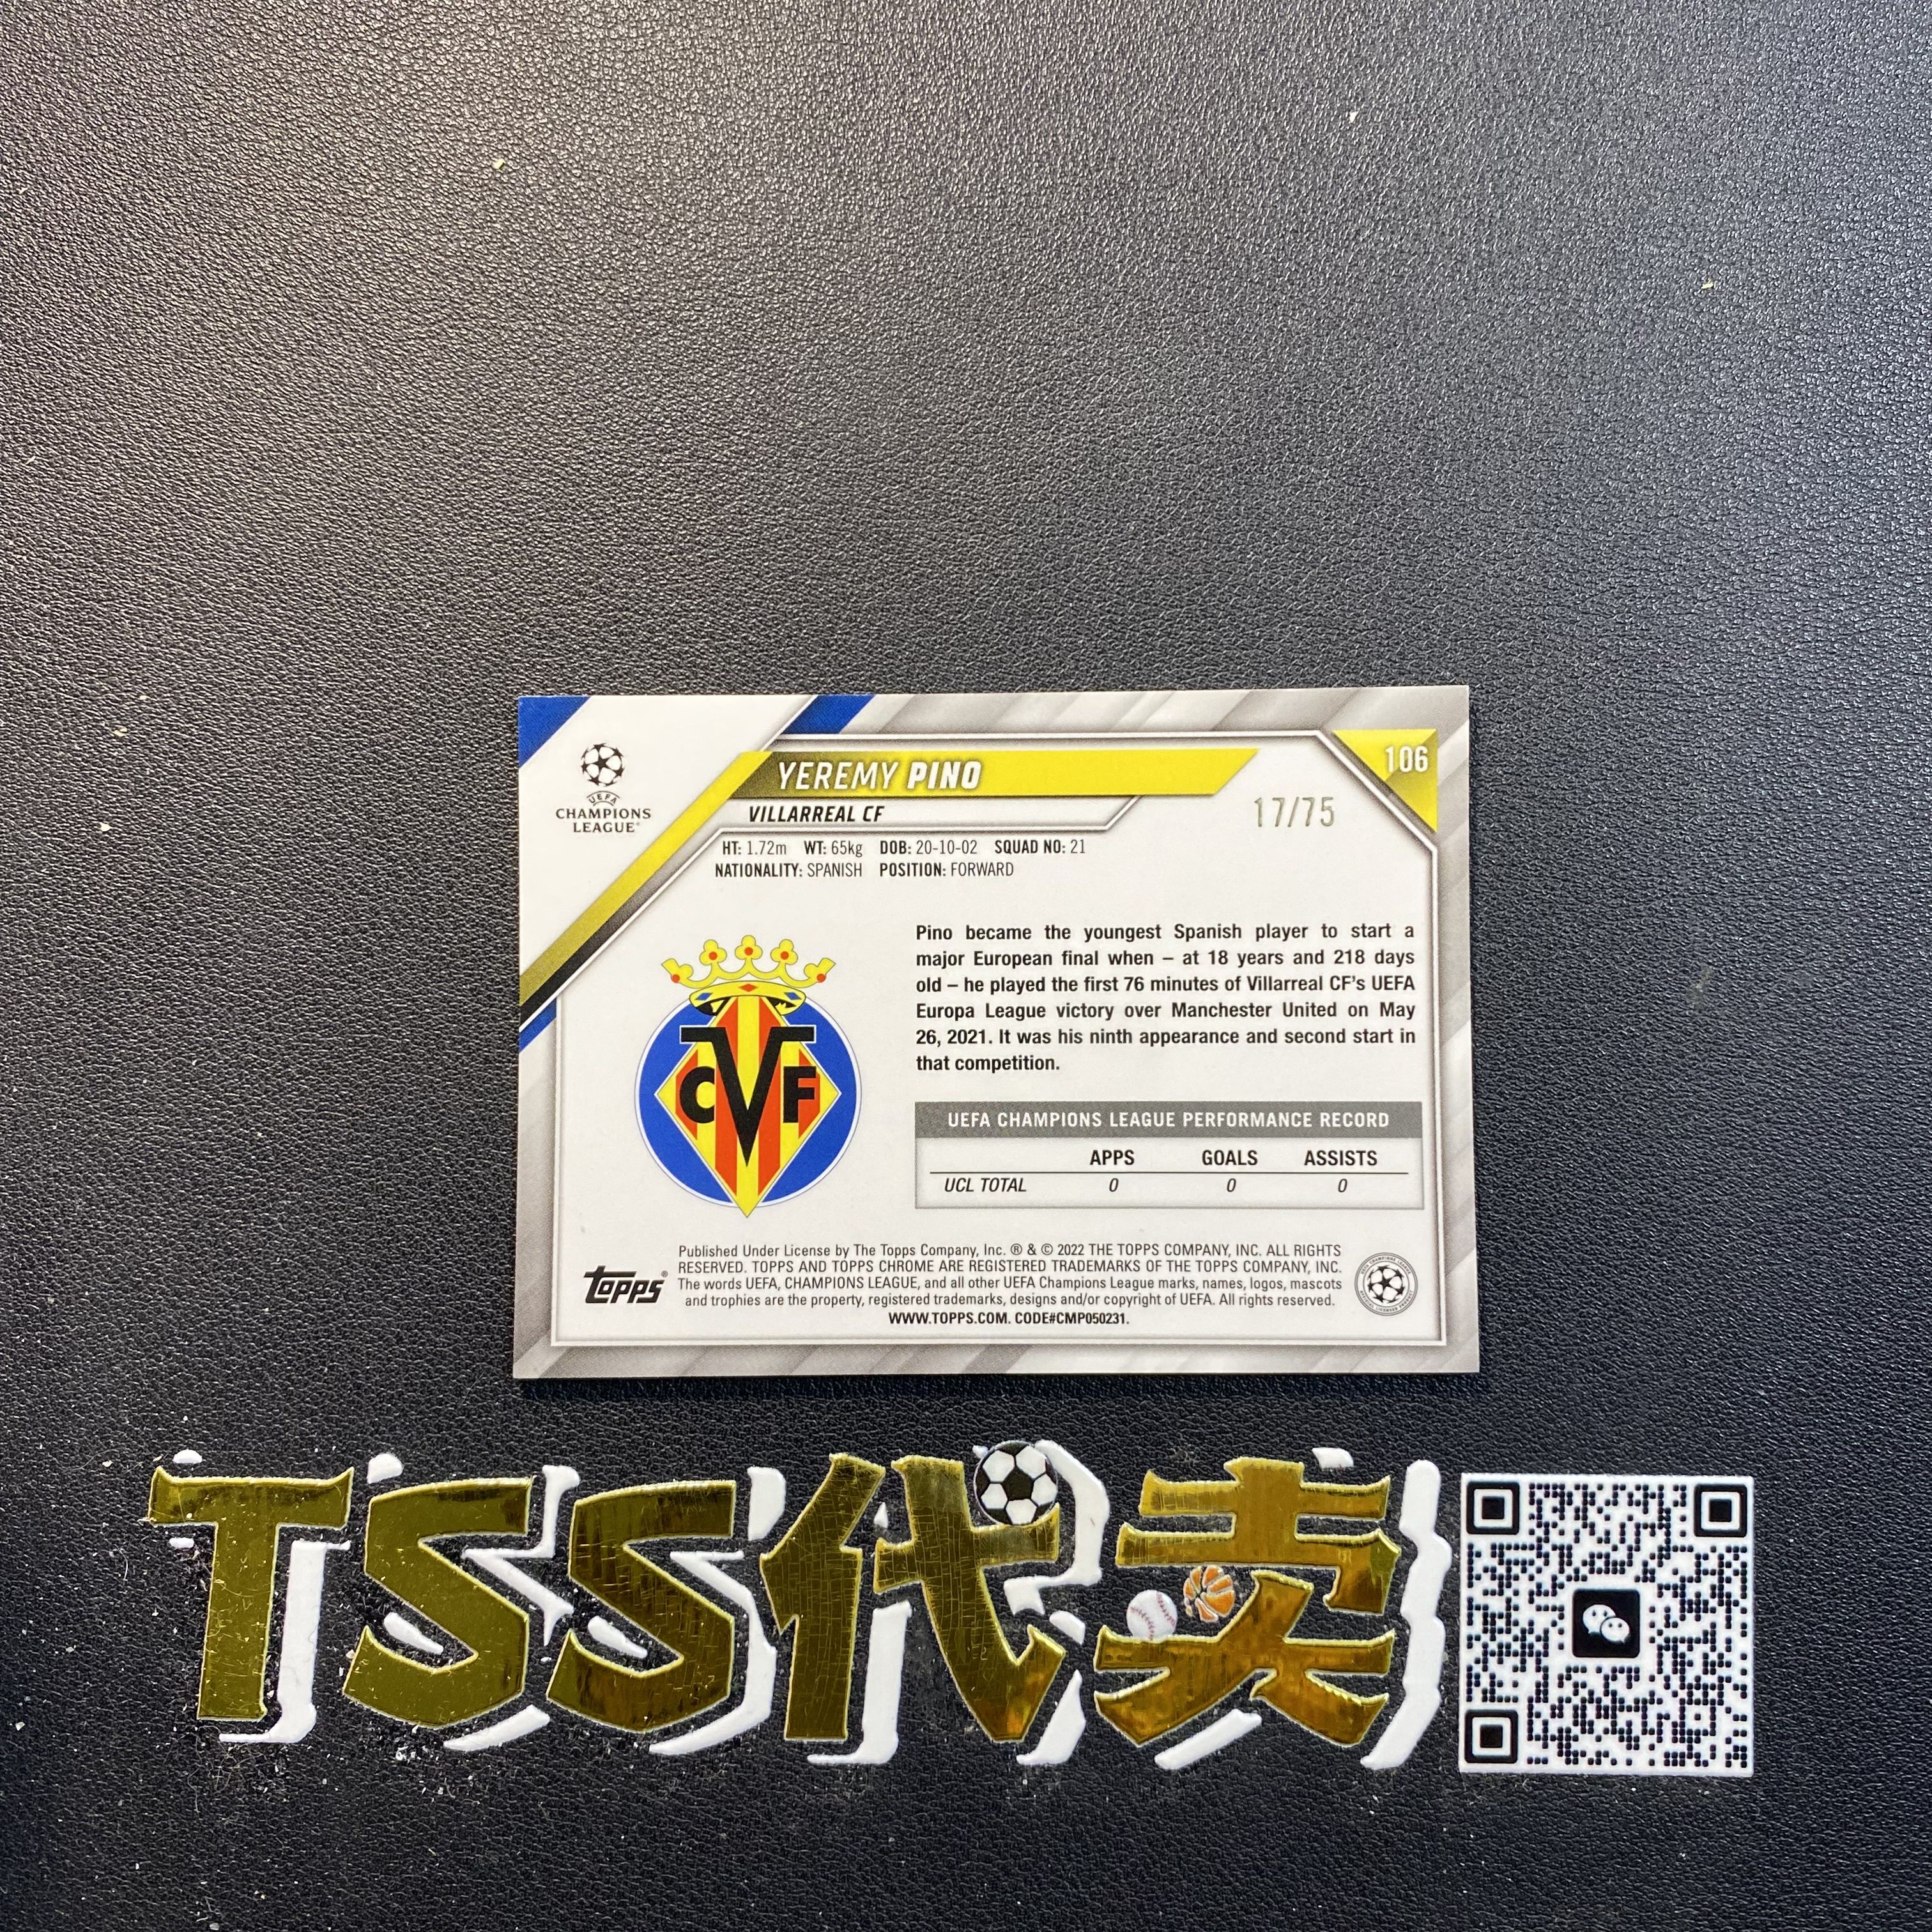 UEFA
CHAMPIONS
LEAGUE
YEREMY PINO
106
VILLARREAL CF
17/75
HT: 1.72m WT: 65kg DOB: 20-10-02 SQUAD NO: 21
NATIONALITY: SPANISH POSITION: FORWARD
CVF
Pino became the youngest Spanish player to start a
major European final when – at 18 years and 218 days
old – he played the first 76 minutes of Villarreal CF's UEFA
Europa League victory over Manchester United on May
26, 2021. It was his ninth appearance and second start in
that competition.
UEFA CHAMPIONS LEAGUE PERFORMANCE RECORD
APPS GOALS ASSISTS
UCL TOTAL 0 0 0
topps®
Published Under License by The Topps Company, Inc. ® & © 2022 THE TOPPS COMPANY, INC. ALL RIGHTS
RESERVED. TOPPS AND TOPPS CHROME ARE REGISTERED TRADEMARKS OF THE TOPPS COMPANY, INC.
The words UEFA, CHAMPIONS LEAGUE, and all other UEFA Champions League marks, names, logos, mascots
and trophies are the property, registered trademarks, designs and/or copyright of UEFA. All rights reserved.
WWW.TOPPS.COM. CODE#CMP050231.
TSS代卖